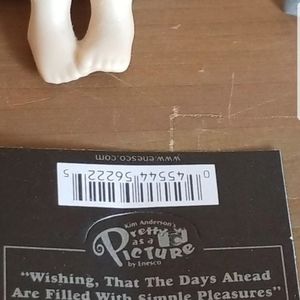 www.enesco.com
0 45544 56222 5
Kim Anderson's
Pretty
as a
PICTURE
by Enesco
"Wishing, That The Days Ahead
Are Filled With Simple Pleasures"